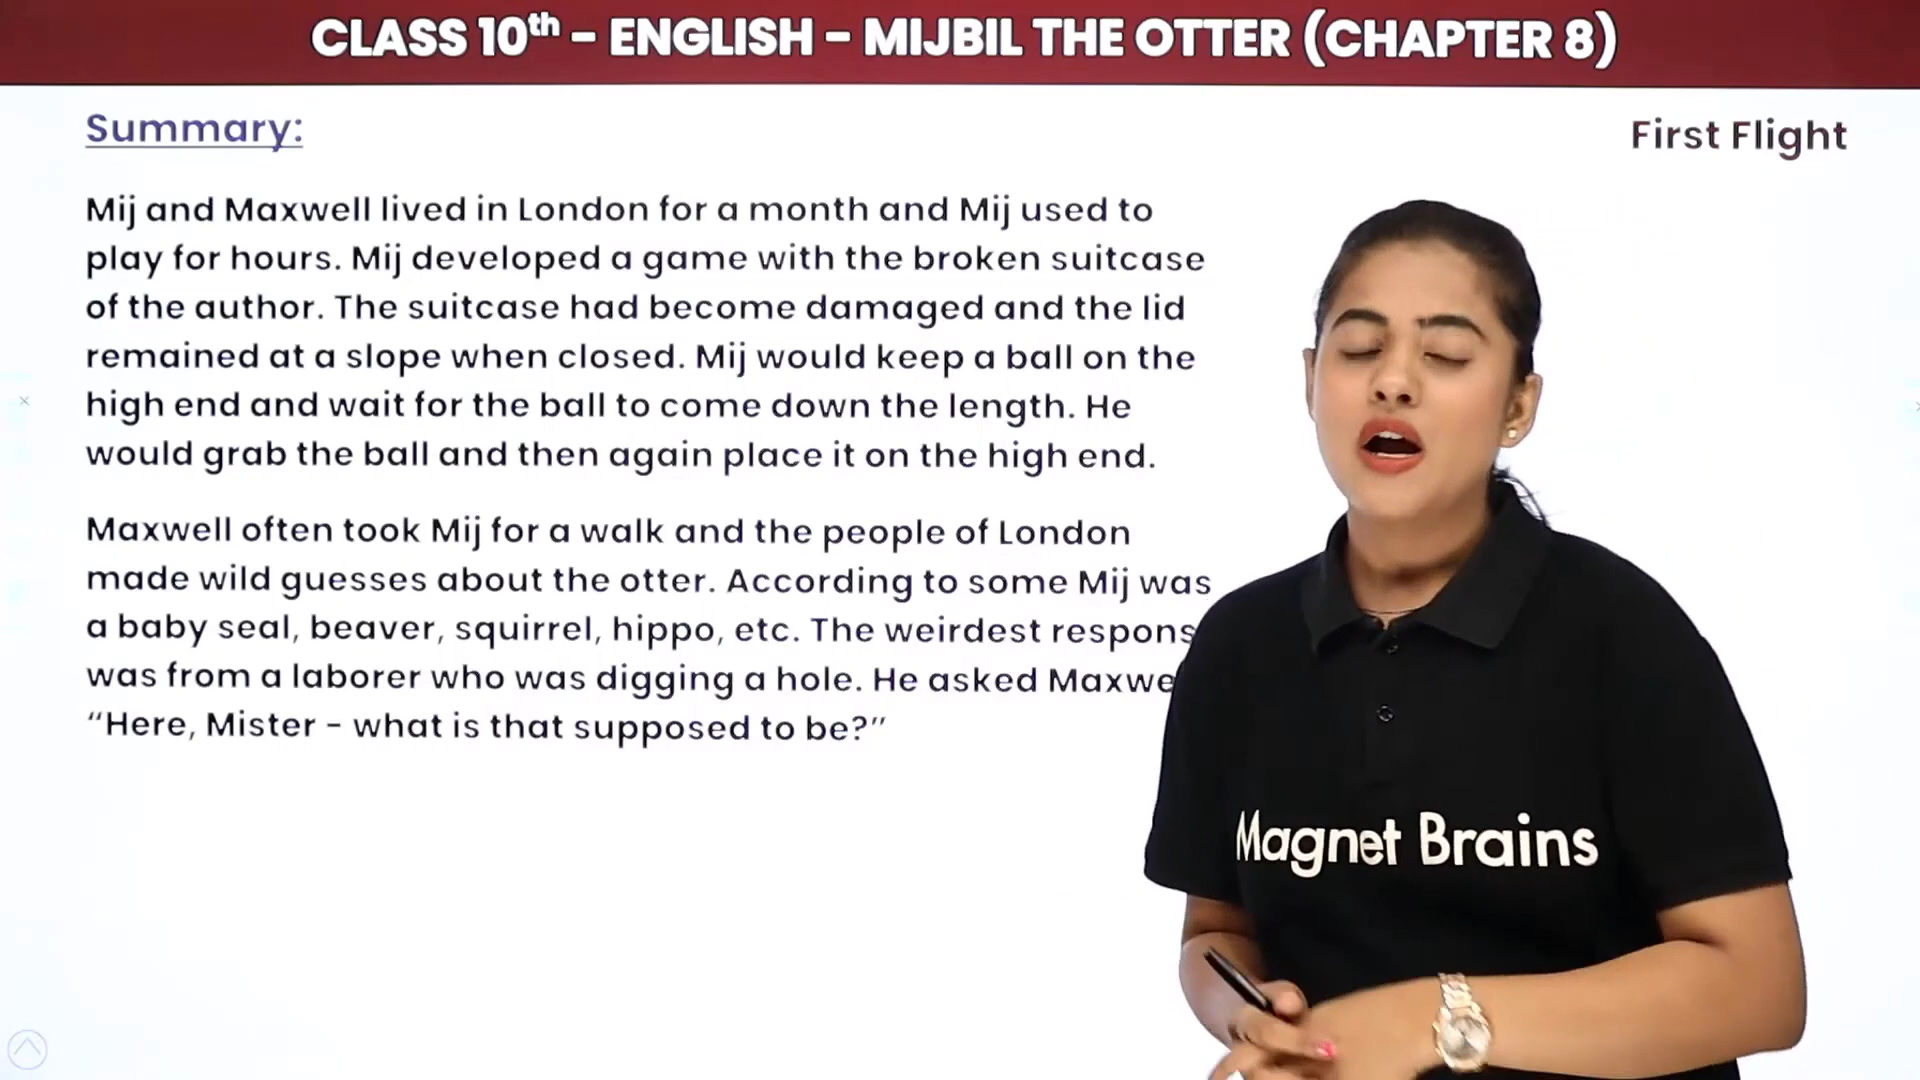 CLASS 10th - ENGLISH - MIJBIL THE OTTER (CHAPTER 8)
Summary:
First Flight
Mij and Maxwell lived in London for a month and Mij used to
play for hours. Mij developed a game with the broken suitcase
of the author. The suitcase had become damaged and the lid
remained at a slope when closed. Mij would keep a ball on the
high end and wait for the ball to come down the length. He
would grab the ball and then again place it on the high end.
Maxwell often took Mij for a walk and the people of London
made wild guesses about the otter. According to some Mij was
a baby seal, beaver, squirrel, hippo, etc. The weirdest respons
was from a laborer who was digging a hole. He asked Maxwe
“Here, Mister - what is that supposed to be?”
Magnet Brains